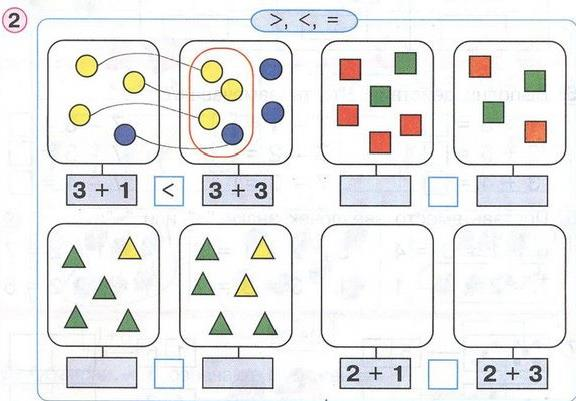 2
>, <, =
3 + 1 < 3 + 3
2 + 1 2 + 3